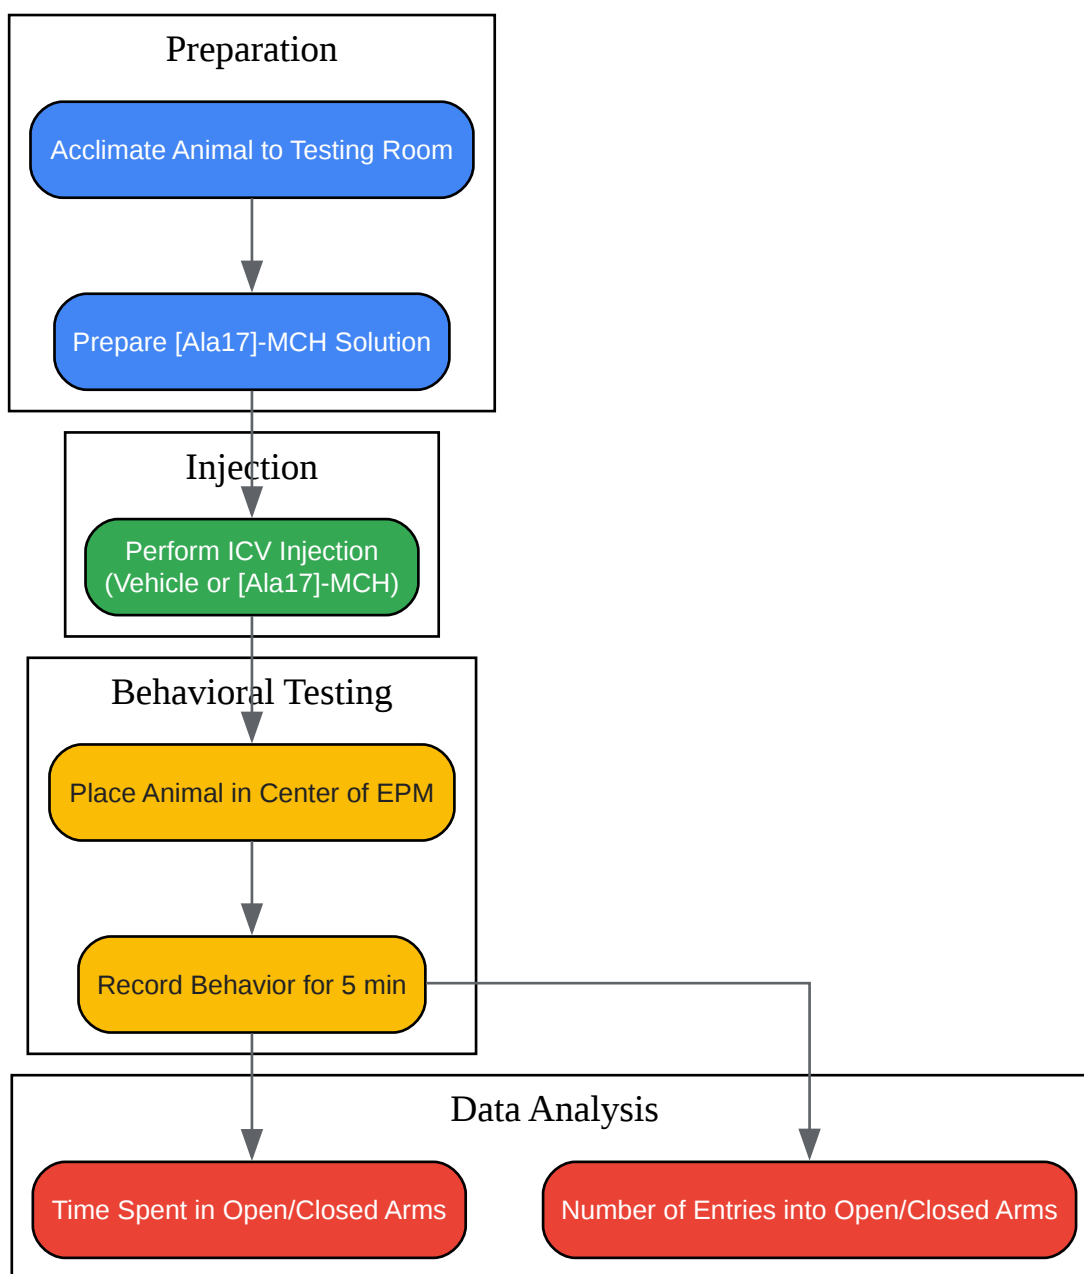 Preparation
Acclimate Animal to Testing Room
Prepare [Ala17]-MCH Solution
Injection
Perform ICV Injection
(Vehicle or [Ala17]-MCH)
Behavioral Testing
Place Animal in Center of EPM
Record Behavior for 5 min
Data Analysis
Time Spent in Open/Closed Arms
Number of Entries into Open/Closed Arms